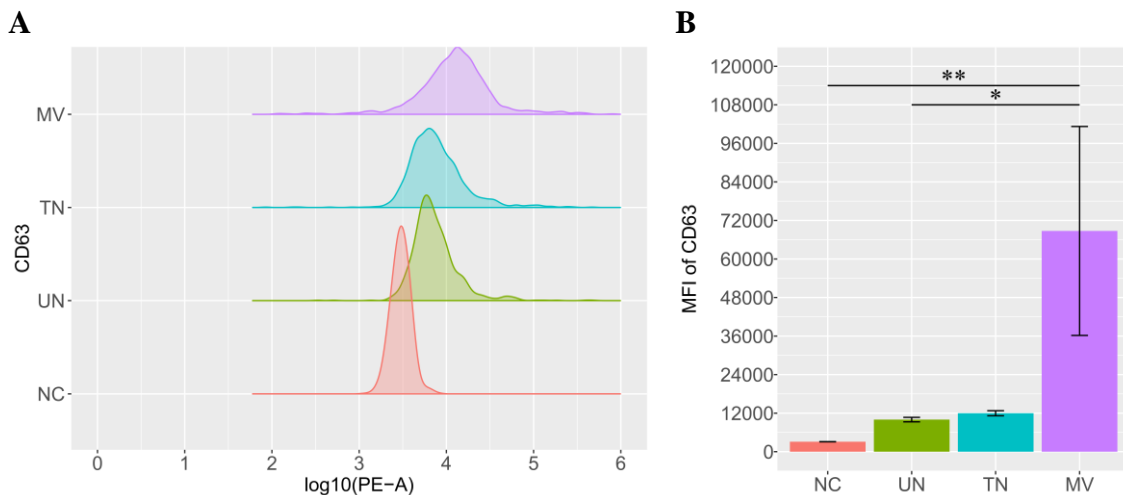 A
B
CD63
MV
TN
UN
NC
0 1 2 3 4 5 6
log10(PE−A)
MFI of CD63
120000
108000
96000
84000
72000
60000
48000
36000
24000
12000
0
**
*
NC UN TN MV